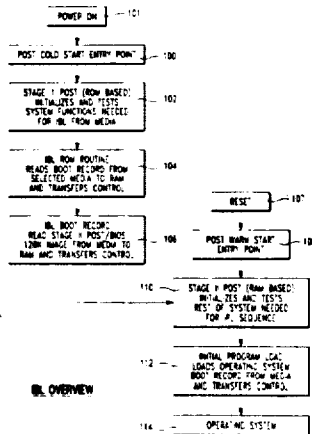 POWER ON
101
POST COLD START ENTRY POINT
100
STAGE I POST (ROM BASED)
INITIALIZES AND TESTS
SYSTEM FUNCTIONS NEEDED
FOR IBL FROM MEDIA
102
IBL ROM ROUTINE
READS BOOT RECORD FROM
SELECTED MEDIA TO RAM
AND TRANSFERS CONTROL
104
IBL BOOT RECORD
READ STAGE II POST/BIOS
128K IMAGE FROM MEDIA TO
RAM AND TRANSFERS CONTROL
106
RESET
107
POST WARM START
ENTRY POINT
110
STAGE II POST (RAM BASED)
INITIALIZES AND TESTS
REST OF SYSTEM NEEDED
FOR IPL SEQUENCE
112
INITIAL PROGRAM LOAD
LOADS OPERATING SYSTEM
BOOT RECORD FROM MEDIA
AND TRANSFERS CONTROL
IBL OVERVIEW
114
OPERATING SYSTEM